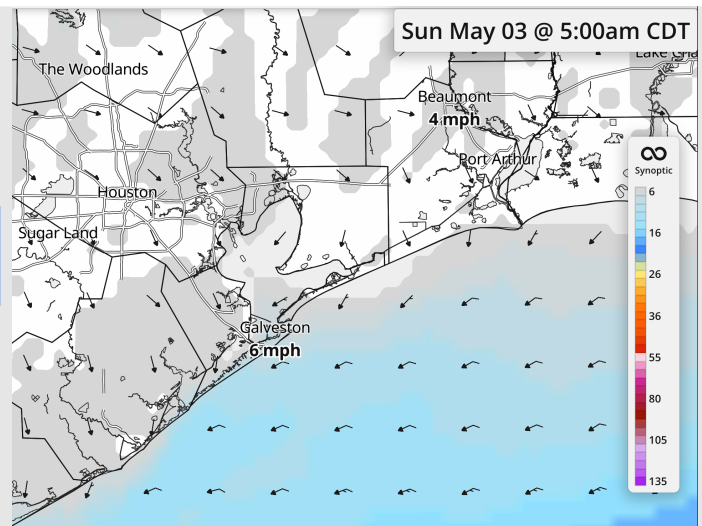 Sun May 03 @ 5:00am CDT
The Woodlands
Beaumont
4 mph
Port Arthur
Synoptic
Houston
6
Sugar Land
16
26
Galveston
36
6 mph
55
80
105
135